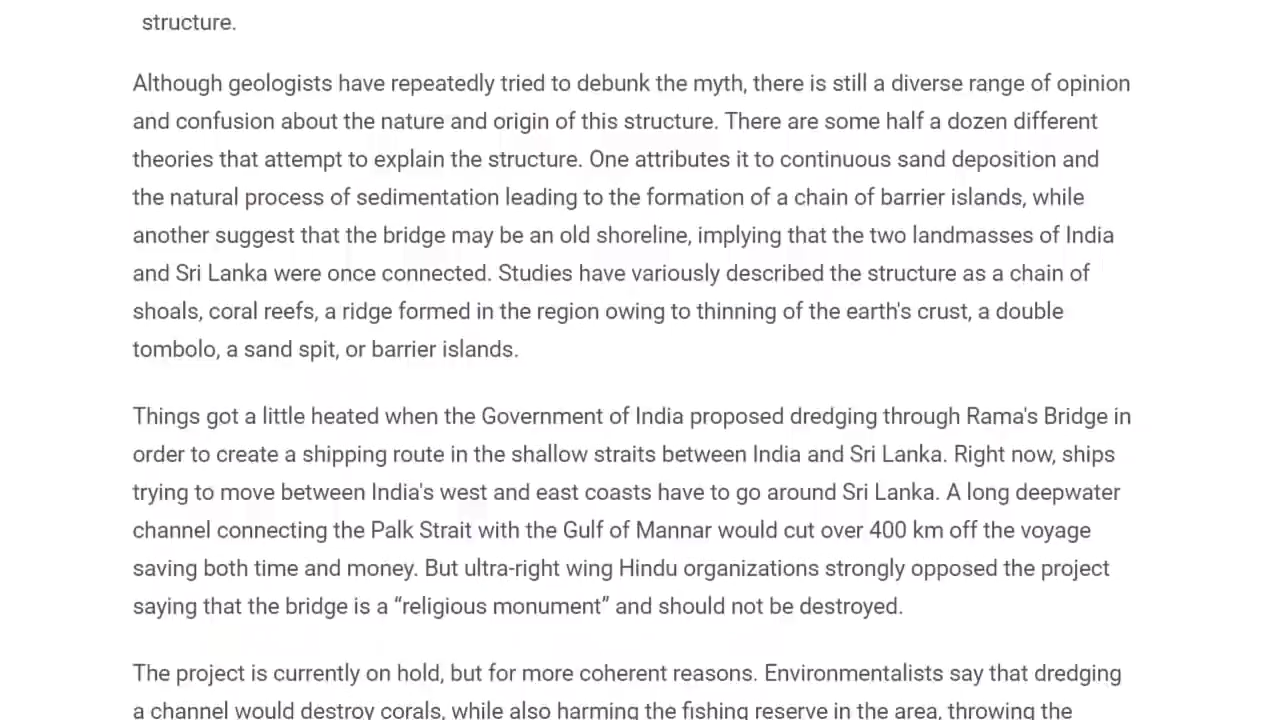 structure.
Although geologists have repeatedly tried to debunk the myth, there is still a diverse range of opinion
and confusion about the nature and origin of this structure. There are some half a dozen different
theories that attempt to explain the structure. One attributes it to continuous sand deposition and
the natural process of sedimentation leading to the formation of a chain of barrier islands, while
another suggest that the bridge may be an old shoreline, implying that the two landmasses of India
and Sri Lanka were once connected. Studies have variously described the structure as a chain of
shoals, coral reefs, a ridge formed in the region owing to thinning of the earth's crust, a double
tombolo, a sand spit, or barrier islands.
Things got a little heated when the Government of India proposed dredging through Rama's Bridge in
order to create a shipping route in the shallow straits between India and Sri Lanka. Right now, ships
trying to move between India's west and east coasts have to go around Sri Lanka. A long deepwater
channel connecting the Palk Strait with the Gulf of Mannar would cut over 400 km off the voyage
saving both time and money. But ultra-right wing Hindu organizations strongly opposed the project
saying that the bridge is a “religious monument” and should not be destroyed.
The project is currently on hold, but for more coherent reasons. Environmentalists say that dredging
a channel would destroy corals, while also harming the fishing reserve in the area, throwing the